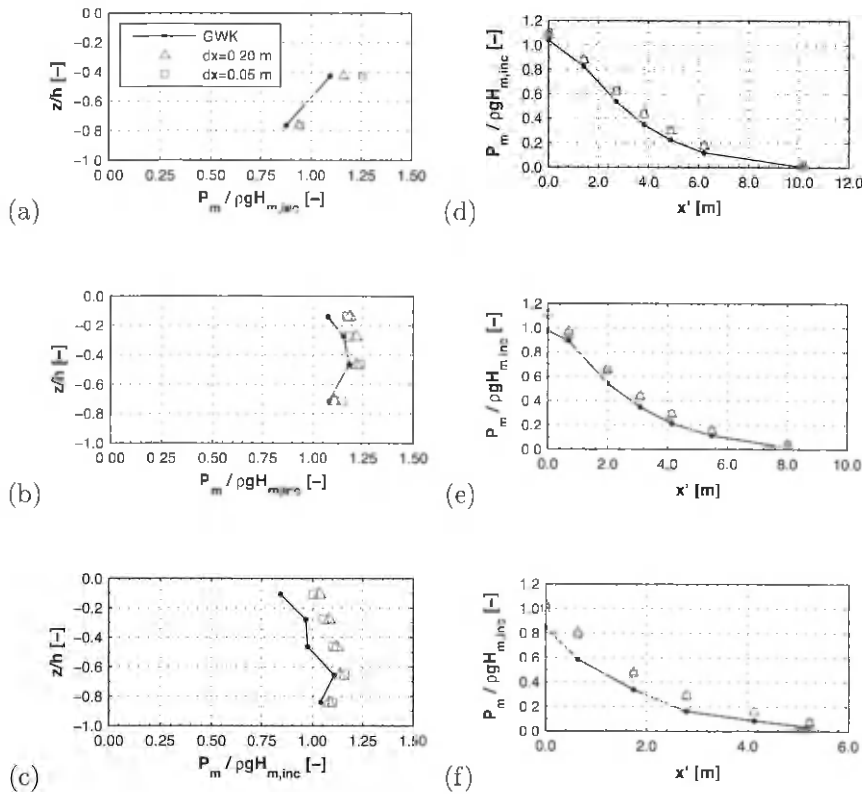 GWK
dx=0.20 m
dx=0.05 m
z/h [−]
0.0
−0.2
−0.4
−0.6
−0.8
−1.0
0.00 0.25 0.50 0.75 1.00 1.25 1.50
P_m / ρgH_m,inc [−]
(a)
P_m / ρgH_m,inc [−]
1.2
1.0
0.8
0.6
0.4
0.2
0.0
0.0 2.0 4.0 6.0 8.0 10.0 12.0
x' [m]
(d)
z/h [−]
0.0
−0.2
−0.4
−0.6
−0.8
−1.0
0.00 0.25 0.50 0.75 1.00 1.25 1.50
P_m / ρgH_m,inc [−]
(b)
P_m / ρgH_m,inc [−]
1.2
1.0
0.8
0.6
0.4
0.2
0.0
0.0 2.0 4.0 6.0 8.0 10.0
x' [m]
(e)
z/h [−]
0.0
−0.2
−0.4
−0.6
−0.8
−1.0
0.00 0.25 0.50 0.75 1.00 1.25 1.50
P_m / ρgH_m,inc [−]
(c)
P_m / ρgH_m,inc [−]
1.2
1.0
0.8
0.6
0.4
0.2
0.0
0.0 2.0 4.0 6.0
x' [m]
(f)